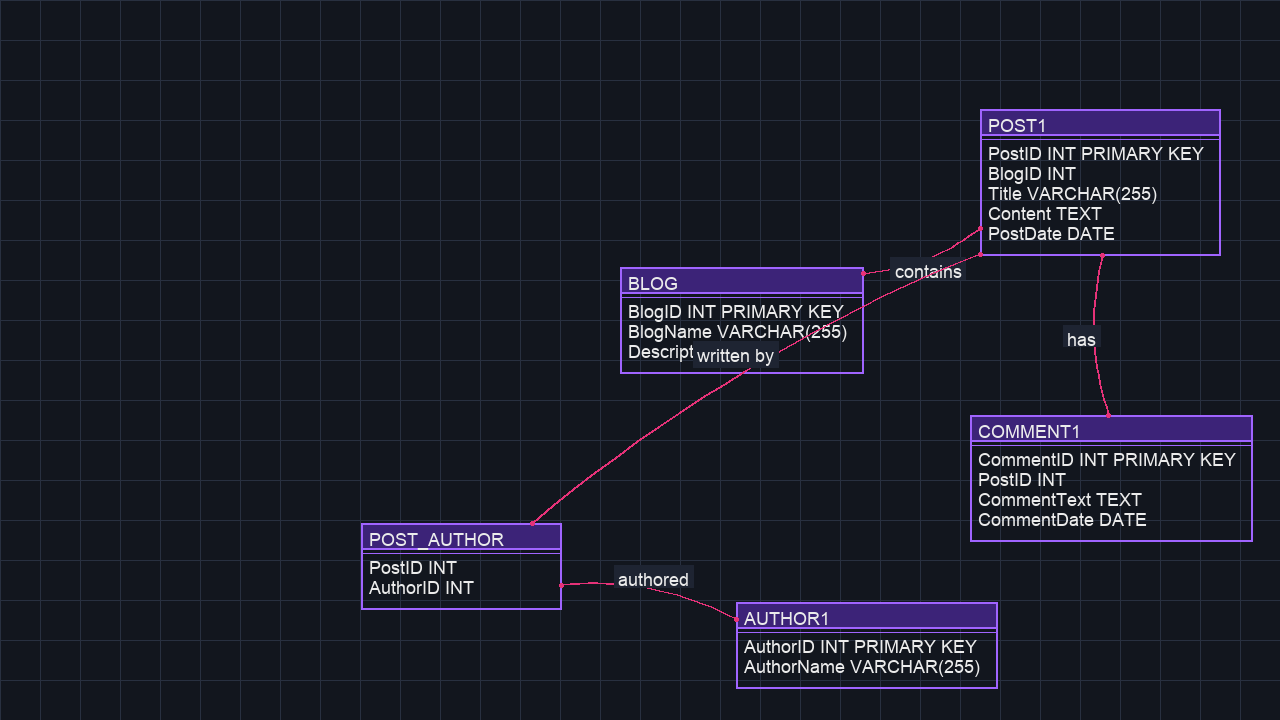 POST1
PostID INT PRIMARY KEY
BlogID INT
Title VARCHAR(255)
Content TEXT
PostDate DATE
contains
BLOG
BlogID INT PRIMARY KEY
BlogName VARCHAR(255)
Descript
written by
has
COMMENT1
CommentID INT PRIMARY KEY
PostID INT
CommentText TEXT
CommentDate DATE
POST_AUTHOR
PostID INT
AuthorID INT
authored
AUTHOR1
AuthorID INT PRIMARY KEY
AuthorName VARCHAR(255)